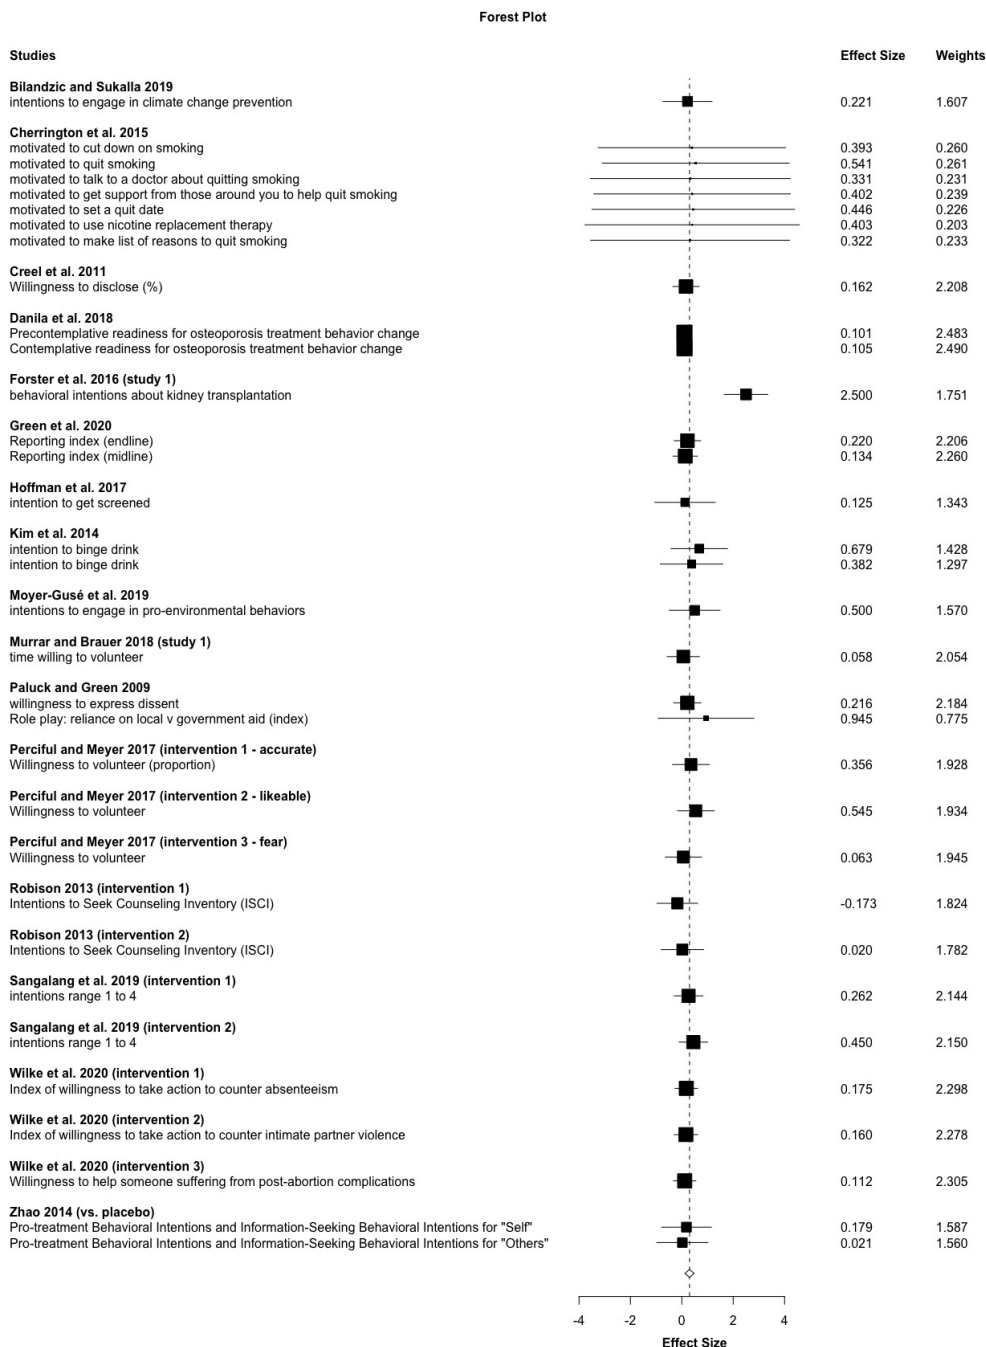 Forest Plot
Studies Effect Size Weights
Bilandzic and Sukalla 2019
intentions to engage in climate change prevention 0.221 1.607
Cherrington et al. 2015
motivated to cut down on smoking 0.393 0.260
motivated to quit smoking 0.541 0.261
motivated to talk to a doctor about quitting smoking 0.331 0.231
motivated to get support from those around you to help quit smoking 0.402 0.239
motivated to set a quit date 0.446 0.226
motivated to use nicotine replacement therapy 0.403 0.203
motivated to make list of reasons to quit smoking 0.322 0.233
Creel et al. 2011
Willingness to disclose (%) 0.162 2.208
Danila et al. 2018
Precontemplative readiness for osteoporosis treatment behavior change 0.101 2.483
Contemplative readiness for osteoporosis treatment behavior change 0.105 2.490
Forster et al. 2016 (study 1)
behavioral intentions about kidney transplantation 2.500 1.751
Green et al. 2020
Reporting index (endline) 0.220 2.206
Reporting index (midline) 0.134 2.260
Hoffman et al. 2017
intention to get screened 0.125 1.343
Kim et al. 2014
intention to binge drink 0.679 1.428
intention to binge drink 0.382 1.297
Moyer-Gusé et al. 2019
intentions to engage in pro-environmental behaviors 0.500 1.570
Murrar and Brauer 2018 (study 1)
time willing to volunteer 0.058 2.054
Paluck and Green 2009
willingness to express dissent 0.216 2.184
Role play: reliance on local v government aid (index) 0.945 0.775
Perciful and Meyer 2017 (intervention 1 - accurate)
Willingness to volunteer (proportion) 0.356 1.928
Perciful and Meyer 2017 (intervention 2 - likeable)
Willingness to volunteer 0.545 1.934
Perciful and Meyer 2017 (intervention 3 - fear)
Willingness to volunteer 0.063 1.945
Robison 2013 (intervention 1)
Intentions to Seek Counseling Inventory (ISCI) -0.173 1.824
Robison 2013 (intervention 2)
Intentions to Seek Counseling Inventory (ISCI) 0.020 1.782
Sangalang et al. 2019 (intervention 1)
intentions range 1 to 4 0.262 2.144
Sangalang et al. 2019 (intervention 2)
intentions range 1 to 4 0.450 2.150
Wilke et al. 2020 (intervention 1)
Index of willingness to take action to counter absenteeism 0.175 2.298
Wilke et al. 2020 (intervention 2)
Index of willingness to take action to counter intimate partner violence 0.160 2.278
Wilke et al. 2020 (intervention 3)
Willingness to help someone suffering from post-abortion complications 0.112 2.305
Zhao 2014 (vs. placebo)
Pro-treatment Behavioral Intentions and Information-Seeking Behavioral Intentions for "Self" 0.179 1.587
Pro-treatment Behavioral Intentions and Information-Seeking Behavioral Intentions for "Others" 0.021 1.560
-4 -2 0 2 4
Effect Size